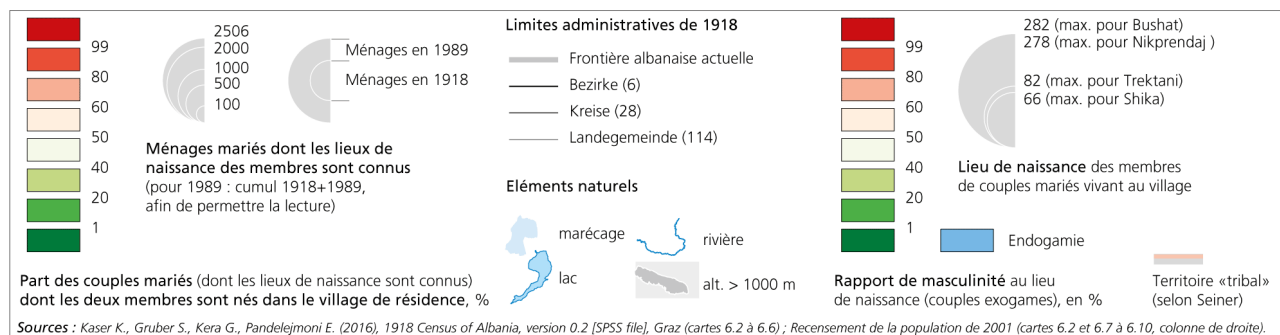 99
80
60
50
40
20
1
2506
2000
1000
500
100
Ménages en 1989
Ménages en 1918
Ménages mariés dont les lieux de
naissance des membres sont connus
(pour 1989 : cumul 1918+1989,
afin de permettre la lecture)
Part des couples mariés (dont les lieux de naissance sont connus)
dont les deux membres sont nés dans le village de résidence, %
Limites administratives de 1918
Frontière albanaise actuelle
Bezirke (6)
Kreise (28)
Landegemeinde (114)
Eléments naturels
marécage
rivière
lac
alt. > 1000 m
99
80
60
50
40
20
1
282 (max. pour Bushat)
278 (max. pour Nikprendaj )
82 (max. pour Trektani)
66 (max. pour Shika)
Lieu de naissance des membres
de couples mariés vivant au village
Endogamie
Rapport de masculinité au lieu
de naissance (couples exogames), en %
Territoire «tribal»
(selon Seiner)
Sources : Kaser K., Gruber S., Kera G., Pandelejmoni E. (2016), 1918 Census of Albania, version 0.2 [SPSS file], Graz (cartes 6.2 à 6.6) ; Recensement de la population de 2001 (cartes 6.2 et 6.7 à 6.10, colonne de droite).